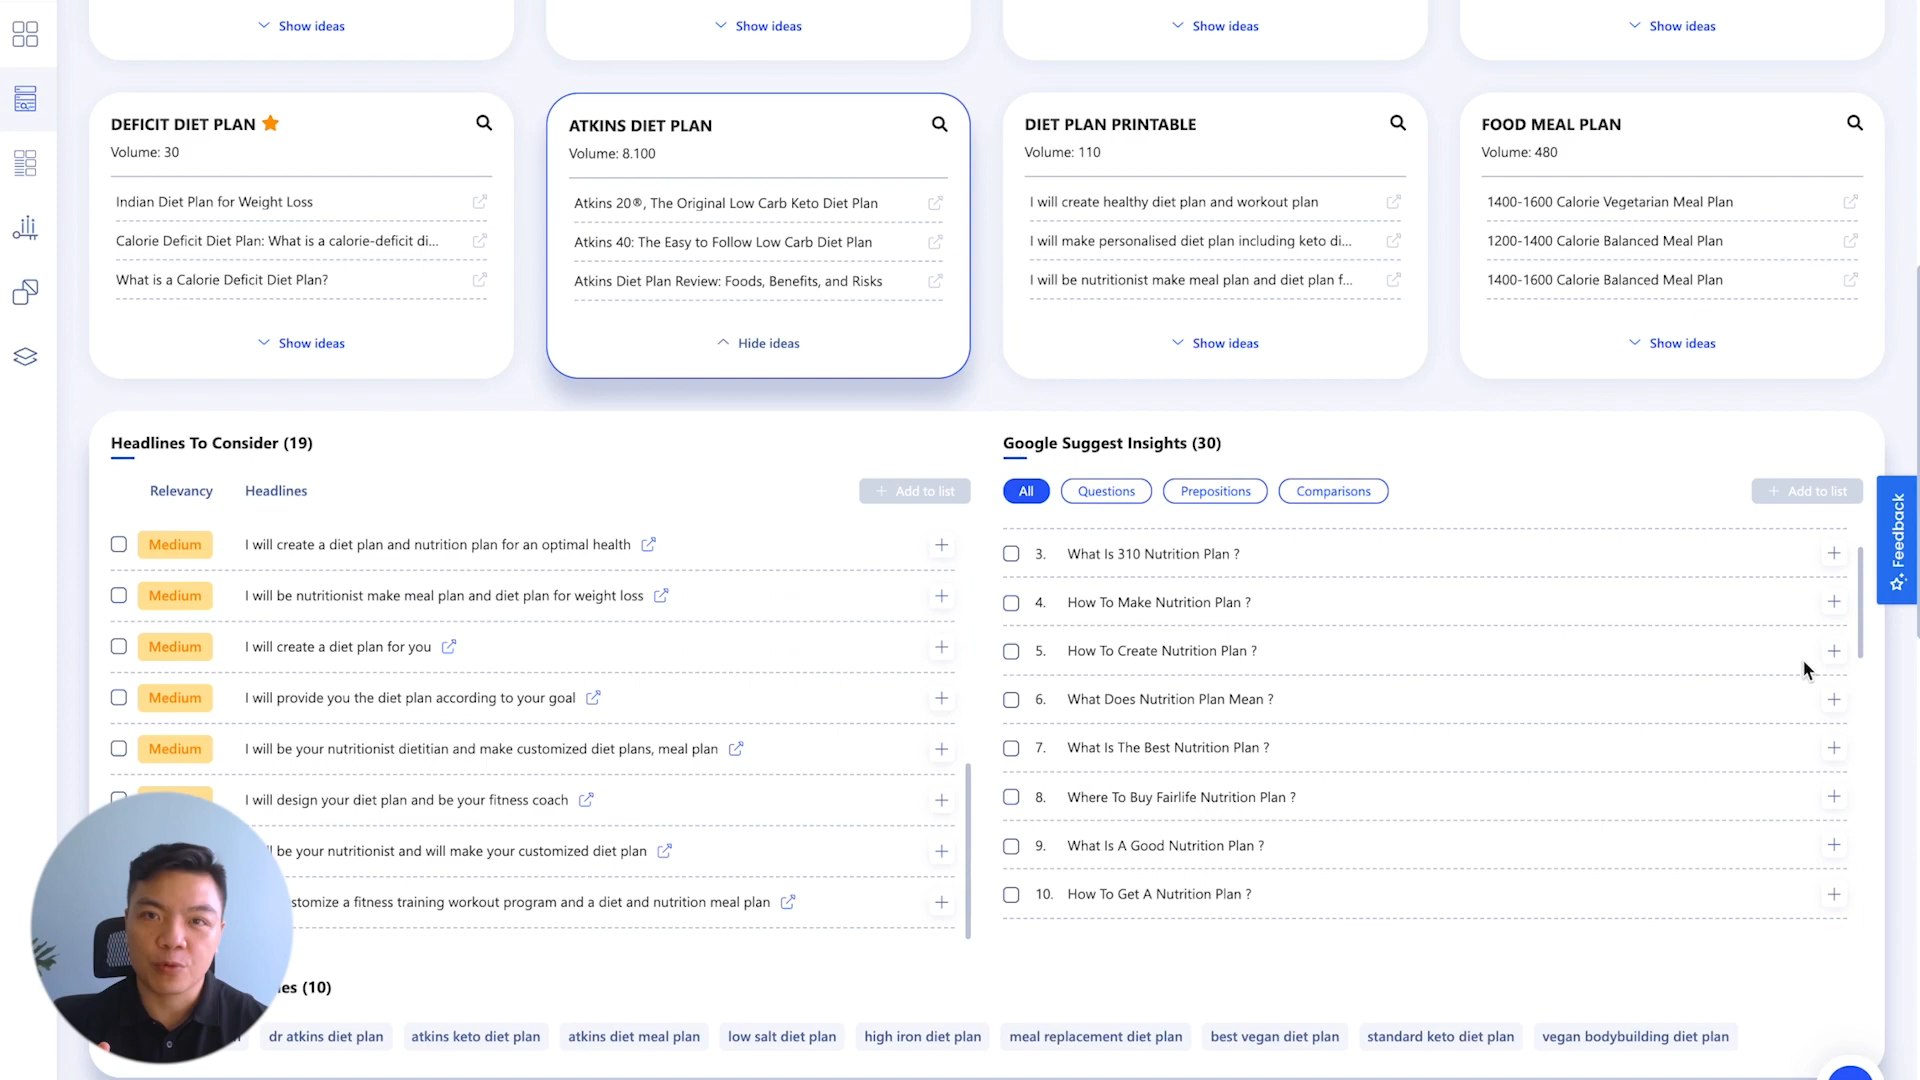 Show ideas
Show ideas
Show ideas
Show ideas
DEFICIT DIET PLAN
Volume: 30
Indian Diet Plan for Weight Loss
Calorie Deficit Diet Plan: What is a calorie-deficit di...
What is a Calorie Deficit Diet Plan?
Show ideas
ATKINS DIET PLAN
Volume: 8.100
Atkins 20®, The Original Low Carb Keto Diet Plan
Atkins 40: The Easy to Follow Low Carb Diet Plan
Atkins Diet Plan Review: Foods, Benefits, and Risks
Hide ideas
DIET PLAN PRINTABLE
Volume: 110
I will create healthy diet plan and workout plan
I will make personalised diet plan including keto di...
I will be nutritionist make meal plan and diet plan f...
Show ideas
FOOD MEAL PLAN
Volume: 480
1400-1600 Calorie Vegetarian Meal Plan
1200-1400 Calorie Balanced Meal Plan
1400-1600 Calorie Balanced Meal Plan
Show ideas
Headlines To Consider (19)
Relevancy Headlines + Add to list
Medium I will create a diet plan and nutrition plan for an optimal health
Medium I will be nutritionist make meal plan and diet plan for weight loss
Medium I will create a diet plan for you
Medium I will provide you the diet plan according to your goal
Medium I will be your nutritionist dietitian and make customized diet plans, meal plan
I will design your diet plan and be your fitness coach
be your nutritionist and will make your customized diet plan
stomize a fitness training workout program and a diet and nutrition meal plan
Google Suggest Insights (30)
All Questions Prepositions Comparisons + Add to list
3. What Is 310 Nutrition Plan ?
4. How To Make Nutrition Plan ?
5. How To Create Nutrition Plan ?
6. What Does Nutrition Plan Mean ?
7. What Is The Best Nutrition Plan ?
8. Where To Buy Fairlife Nutrition Plan ?
9. What Is A Good Nutrition Plan ?
10. How To Get A Nutrition Plan ?
Feedback
es (10)
dr atkins diet plan atkins keto diet plan atkins diet meal plan low salt diet plan high iron diet plan meal replacement diet plan best vegan diet plan standard keto diet plan vegan bodybuilding diet plan